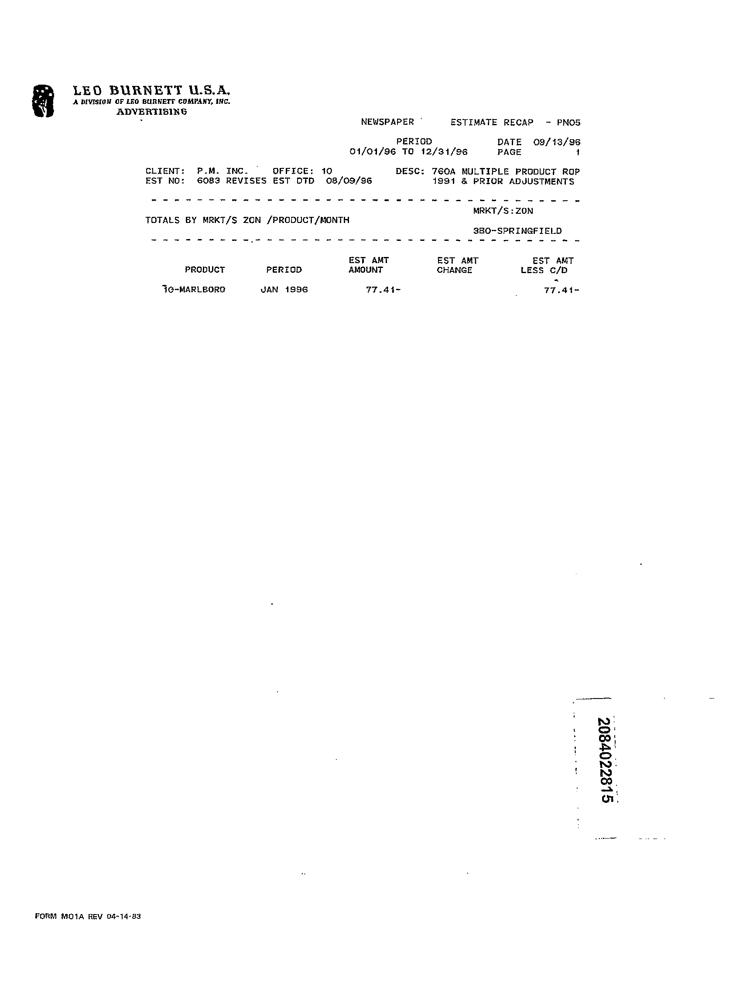 LEO BURNETT U.S.A.
A DIVISION OF LEO BURNETT COMPANY, INC.
ADVERTISING
NEWSPAPER ESTIMATE RECAP - PNO5
PERIOD DATE 09/13/96
01/01/96 TO 12/31/96 PAGE 1
CLIENT: P.M. INC. OFFICE: 10 DESC: 760A MULTIPLE PRODUCT ROP
EST NO: 6083 REVISES EST DTD 08/09/96 1991 & PRIOR ADJUSTMENTS
MRKT/S:ZON
TOTALS BY MRKT/S ZON /PRODUCT/MONTH
380-SPRINGFIELD
EST AMT EST AMT EST AMT
PRODUCT PERIOD AMOUNT CHANGE LESS C/D
10-MARLBORO JAN 1996 77.41- 77.41-
2084022815
FORM MO1A REV 04-14-83